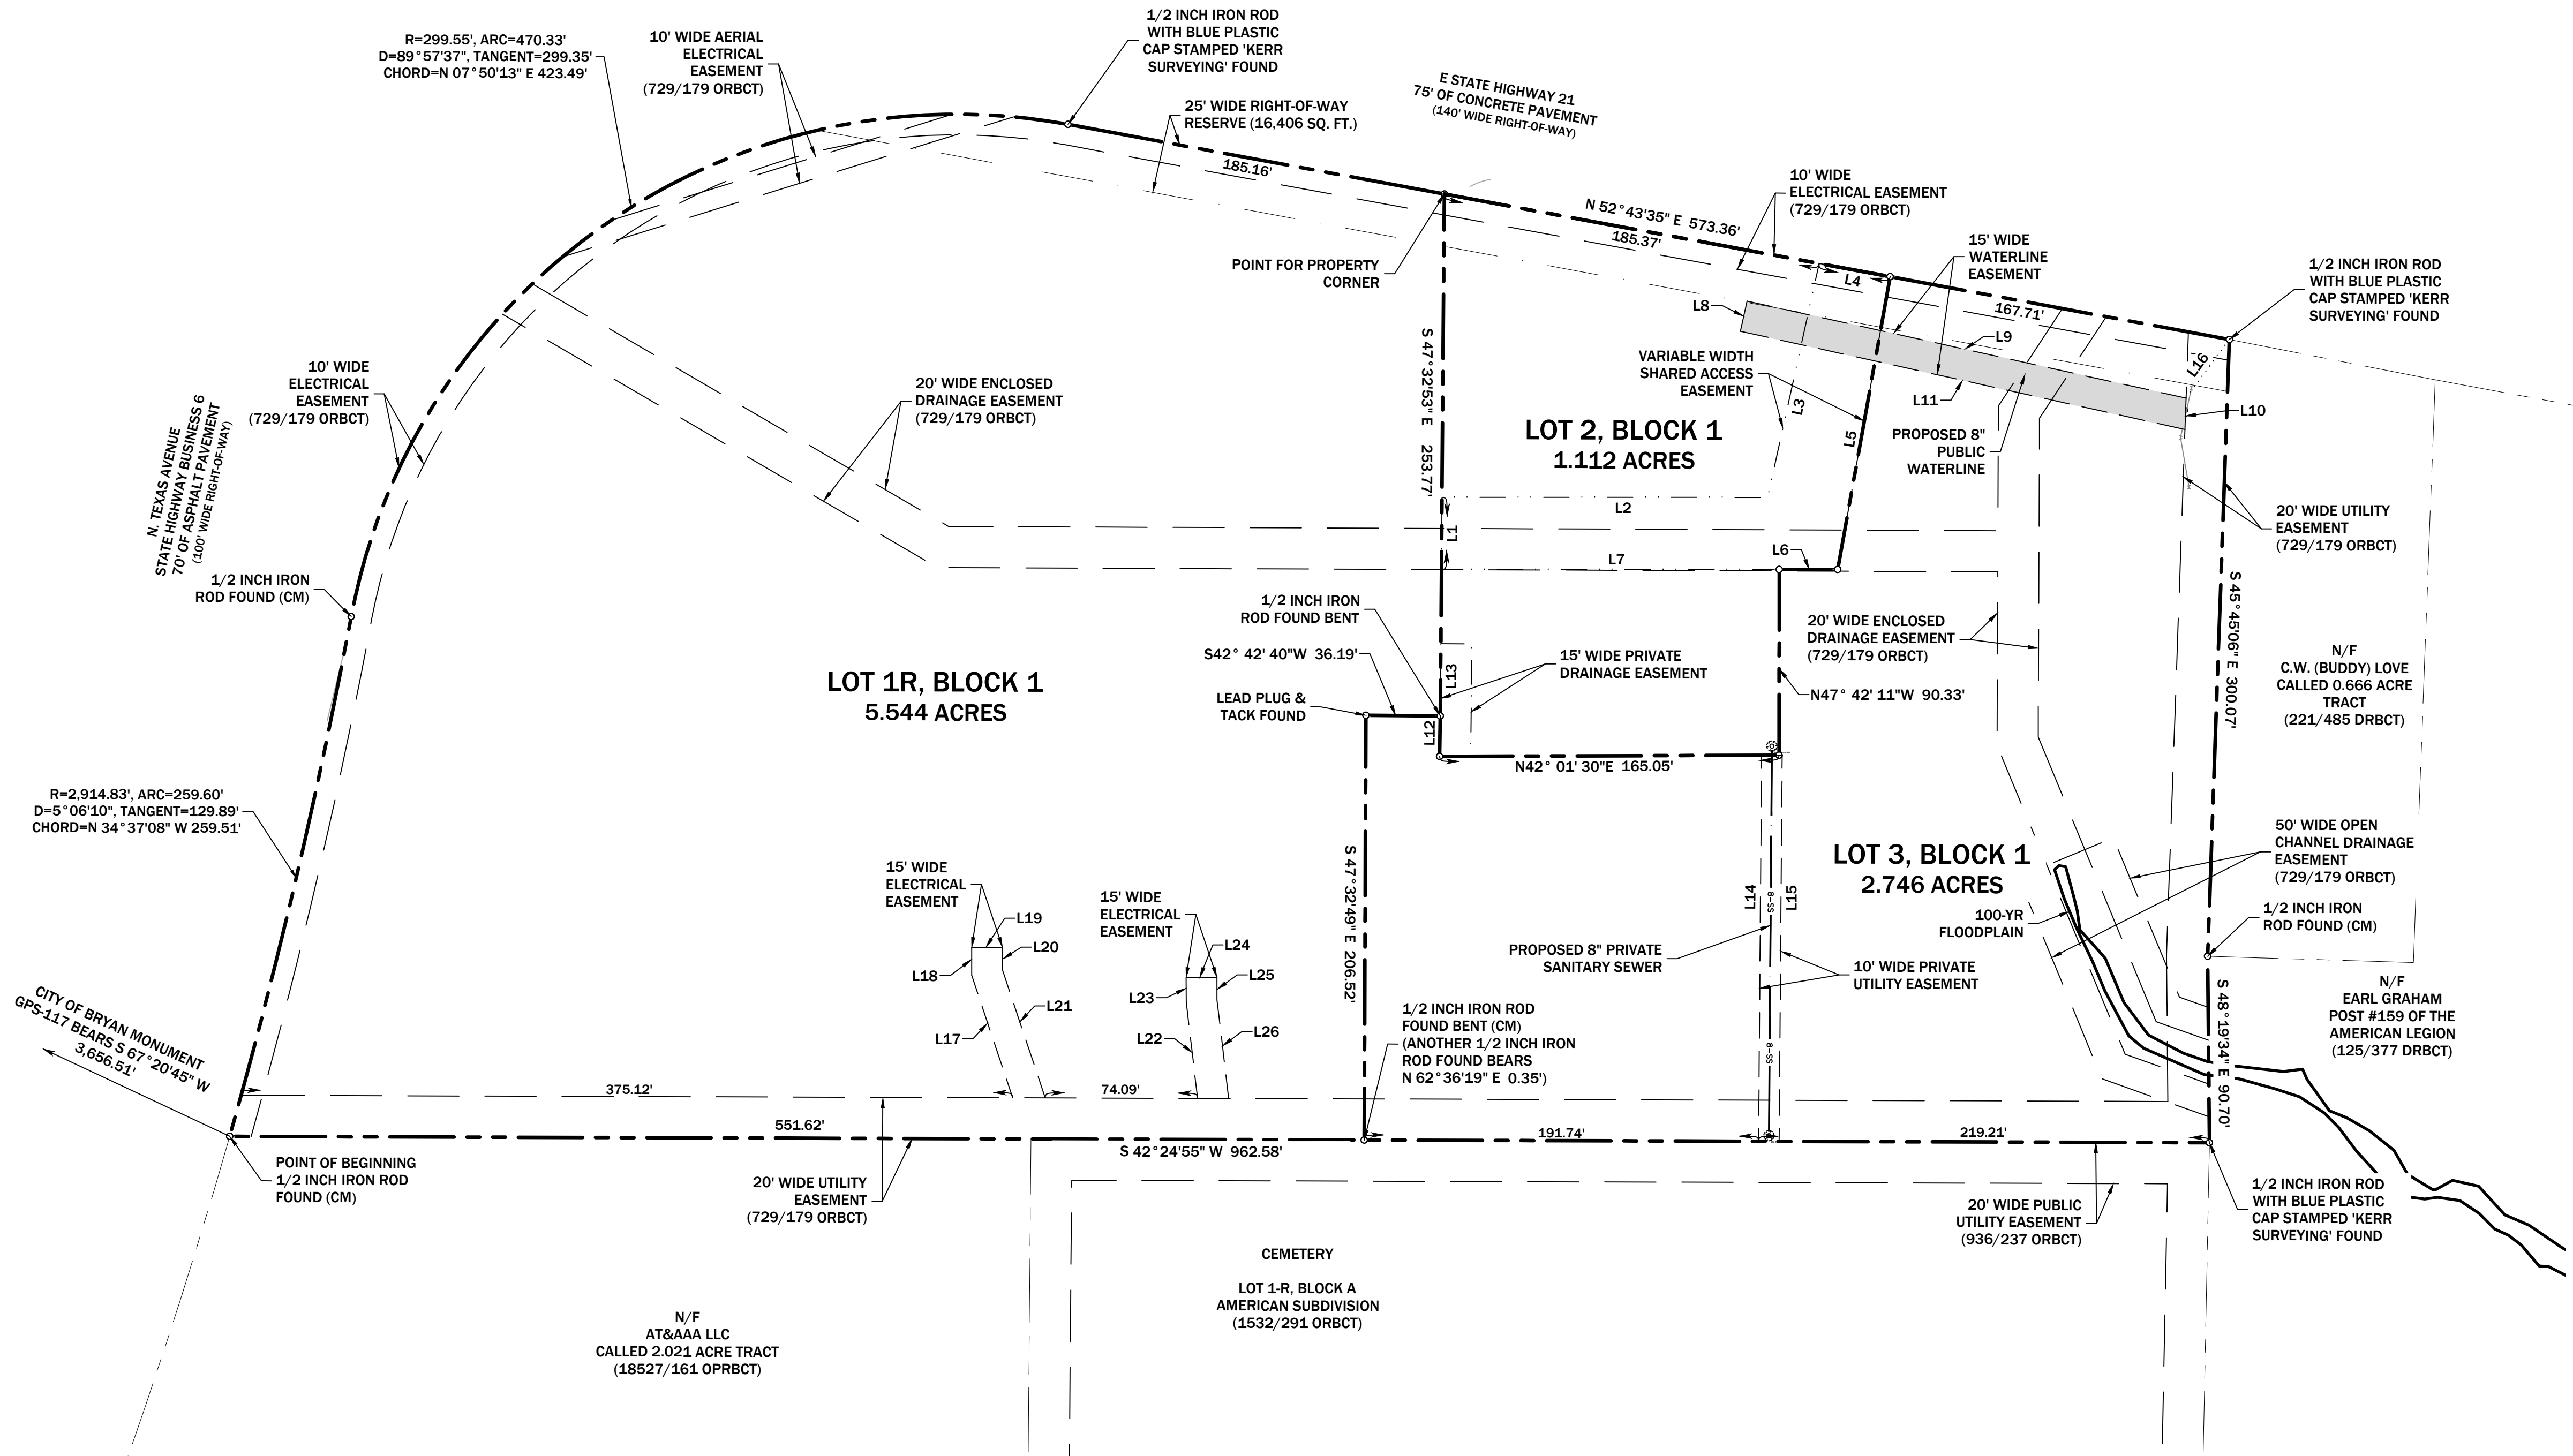 R=299.55', ARC=470.33'
D=89°57'37", TANGENT=299.35'
CHORD=N 07°50'13" E 423.49'
10' WIDE AERIAL
ELECTRICAL
EASEMENT
(729/179 ORBCT)
1/2 INCH IRON ROD
WITH BLUE PLASTIC
CAP STAMPED 'KERR
SURVEYING' FOUND
25' WIDE RIGHT-OF-WAY
RESERVE (16,406 SQ. FT.)
E STATE HIGHWAY 21
75' OF CONCRETE PAVEMENT
(140' WIDE RIGHT-OF-WAY)
185.16'
10' WIDE
ELECTRICAL EASEMENT
(729/179 ORBCT)
N 52°43'35" E 573.36'
185.37'
POINT FOR PROPERTY
CORNER
15' WIDE
WATERLINE
EASEMENT
L4
L8
167.71'
L9
L16
1/2 INCH IRON ROD
WITH BLUE PLASTIC
CAP STAMPED 'KERR
SURVEYING' FOUND
10' WIDE
ELECTRICAL
EASEMENT
(729/179 ORBCT)
20' WIDE ENCLOSED
DRAINAGE EASEMENT
(729/179 ORBCT)
S 47°32'53" E 253.77'
VARIABLE WIDTH
SHARED ACCESS
EASEMENT
L3
L5
L11
L10
LOT 2, BLOCK 1
1.112 ACRES
PROPOSED 8"
PUBLIC
WATERLINE
N. TEXAS AVENUE
STATE HIGHWAY BUSINESS 6
70' OF ASPHALT PAVEMENT
(100' WIDE RIGHT-OF-WAY)
L2
L1
L7
L6
20' WIDE UTILITY
EASEMENT
(729/179 ORBCT)
1/2 INCH IRON
ROD FOUND (CM)
1/2 INCH IRON
ROD FOUND BENT
S42° 42' 40"W 36.19'
LEAD PLUG &
TACK FOUND
L13
L12
15' WIDE PRIVATE
DRAINAGE EASEMENT
20' WIDE ENCLOSED
DRAINAGE EASEMENT
(729/179 ORBCT)
N47° 42' 11"W 90.33'
S 45°45'06" E 300.07'
N/F
C.W. (BUDDY) LOVE
CALLED 0.666 ACRE
TRACT
(221/485 DRBCT)
LOT 1R, BLOCK 1
5.544 ACRES
N42° 01' 30"E 165.05'
R=2,914.83', ARC=259.60'
D=5°06'10", TANGENT=129.89'
CHORD=N 34°37'08" W 259.51'
LOT 3, BLOCK 1
2.746 ACRES
50' WIDE OPEN
CHANNEL DRAINAGE
EASEMENT
(729/179 ORBCT)
15' WIDE
ELECTRICAL
EASEMENT
L19
L20
L18
L17
L21
15' WIDE
ELECTRICAL
EASEMENT
L24
L25
L23
L22
L26
S 47°32'49" E 206.52'
L14
8-SS
L15
8-SS
100-YR
FLOODPLAIN
1/2 INCH IRON
ROD FOUND (CM)
PROPOSED 8" PRIVATE
SANITARY SEWER
10' WIDE PRIVATE
UTILITY EASEMENT
N/F
EARL GRAHAM
POST #159 OF THE
AMERICAN LEGION
(125/377 DRBCT)
S 48°19'34" E 90.70'
CITY OF BRYAN MONUMENT
GPS-117 BEARS S 67°20'45" W
3,656.51'
1/2 INCH IRON ROD
FOUND BENT (CM)
(ANOTHER 1/2 INCH IRON
ROD FOUND BEARS
N 62°36'19" E 0.35')
375.12'
74.09'
551.62'
191.74'
219.21'
S 42°24'55" W 962.58'
POINT OF BEGINNING
1/2 INCH IRON ROD
FOUND (CM)
20' WIDE UTILITY
EASEMENT
(729/179 ORBCT)
20' WIDE PUBLIC
UTILITY EASEMENT
(936/237 ORBCT)
1/2 INCH IRON ROD
WITH BLUE PLASTIC
CAP STAMPED 'KERR
SURVEYING' FOUND
CEMETERY
LOT 1-R, BLOCK A
AMERICAN SUBDIVISION
(1532/291 ORBCT)
N/F
AT&AAA LLC
CALLED 2.021 ACRE TRACT
(18527/161 OPRBCT)